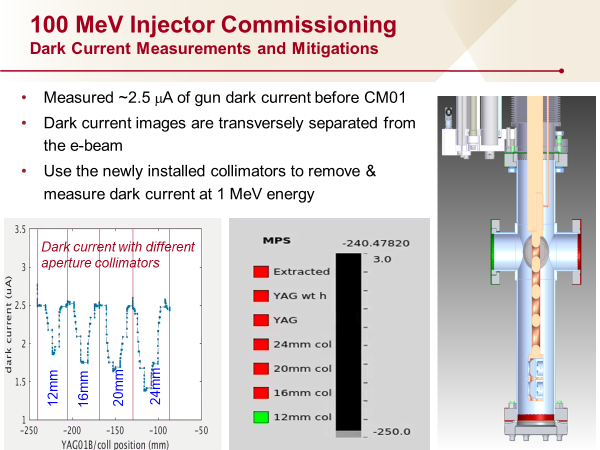 100 MeV Injector Commissioning
Dark Current Measurements and Mitigations
• Measured ~2.5 μA of gun dark current before CM01
• Dark current images are transversely separated from
the e-beam
• Use the newly installed collimators to remove &
measure dark current at 1 MeV energy
Dark current with different
aperture collimators
dark current (uA)
3.5
3
2.5
2
1.5
1
12mm
16mm
20mm
24mm
-250
-200
-150
-100
-50
YAG01B/coll position (mm)
MPS
-240.47820
3.0
Extracted
YAG wt h
YAG
24mm col
20mm col
16mm col
12mm col
-250.0